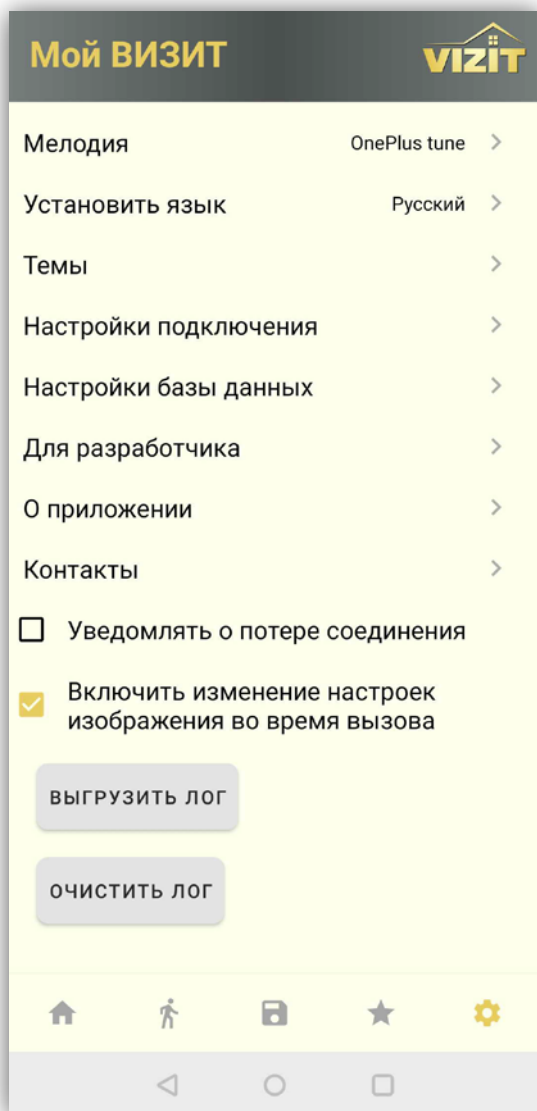 Мой ВИЗИТ
VIZIT
Мелодия OnePlus tune
Установить язык Русский
Темы
Настройки подключения
Настройки базы данных
Для разработчика
О приложении
Контакты
Уведомлять о потере соединения
Включить изменение настроек
изображения во время вызова
ВЫГРУЗИТЬ ЛОГ
ОЧИСТИТЬ ЛОГ